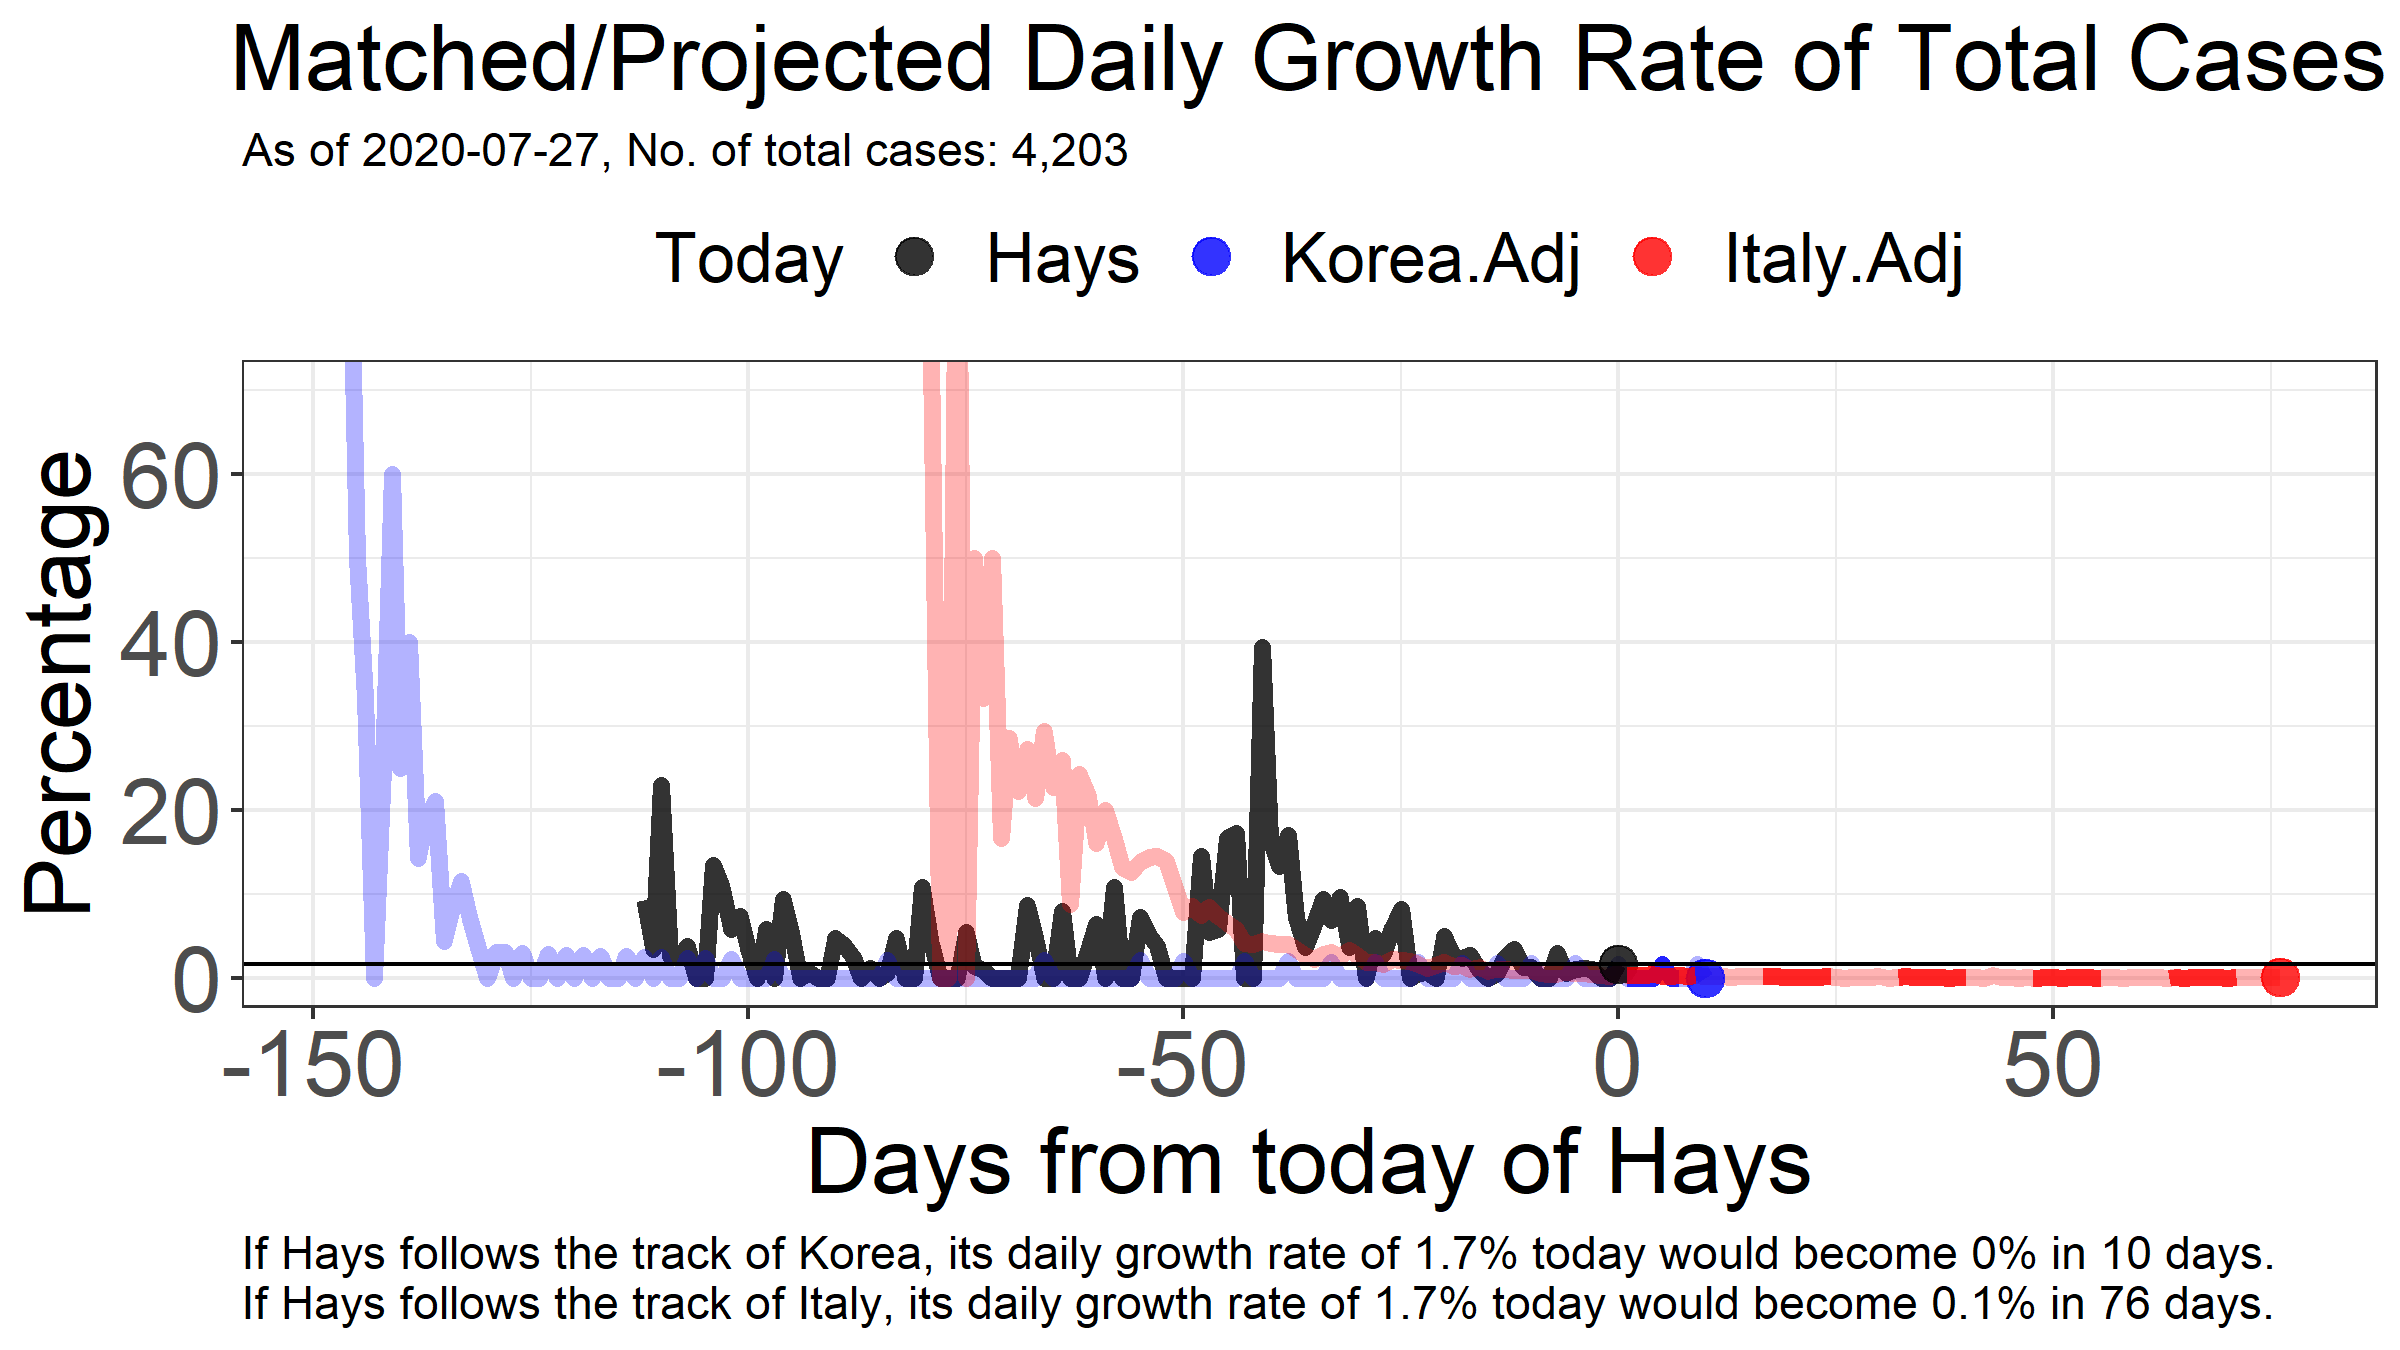 Matched/Projected Daily Growth Rate of Total Cases
As of 2020-07-27, No. of total cases: 4,203
Today Hays Korea.Adj Italy.Adj
Percentage
60
40
20
0
-150 -100 -50 0 50
Days from today of Hays
If Hays follows the track of Korea, its daily growth rate of 1.7% today would become 0% in 10 days.
If Hays follows the track of Italy, its daily growth rate of 1.7% today would become 0.1% in 76 days.